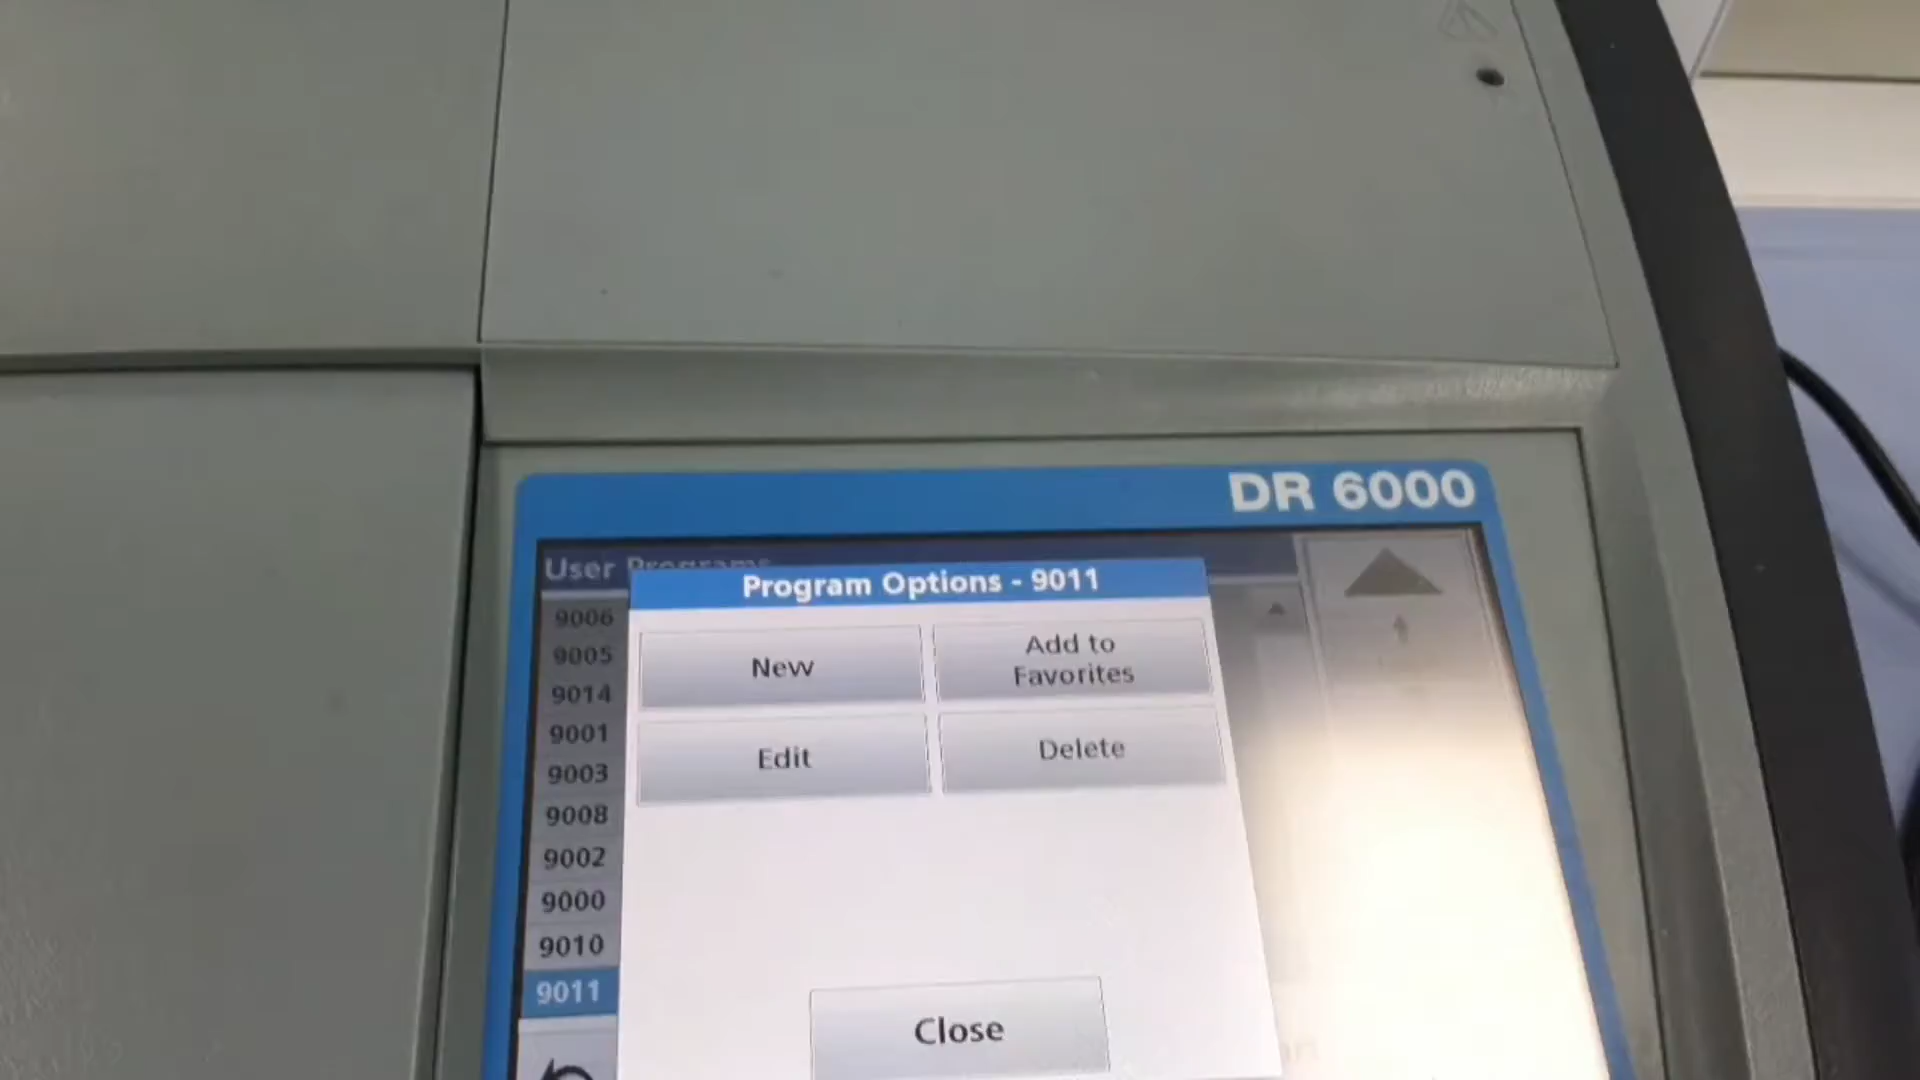 DR 6000
User Programs
Program Options - 9011
9006
9005
9014
9001
9003
9008
9002
9000
9010
9011
New
Add to
Favorites
Edit
Delete
Close